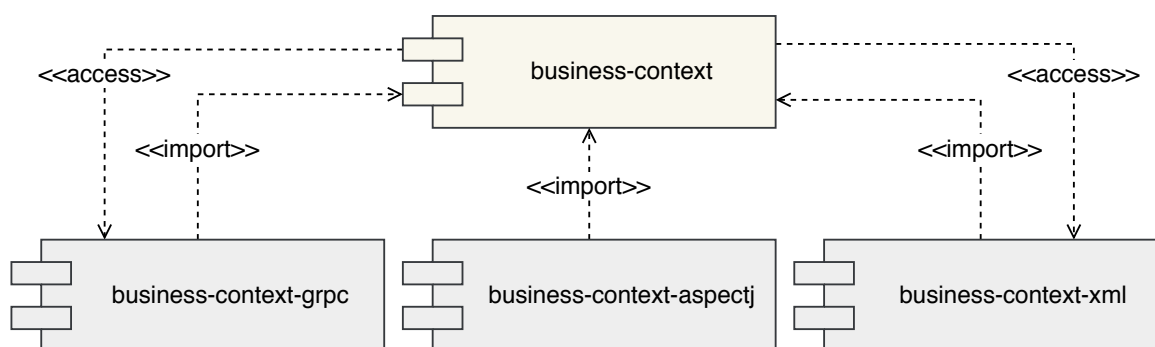 business-context
<<access>>
<<access>>
<<import>>
<<import>>
<<import>>
business-context-grpc
business-context-aspectj
business-context-xml